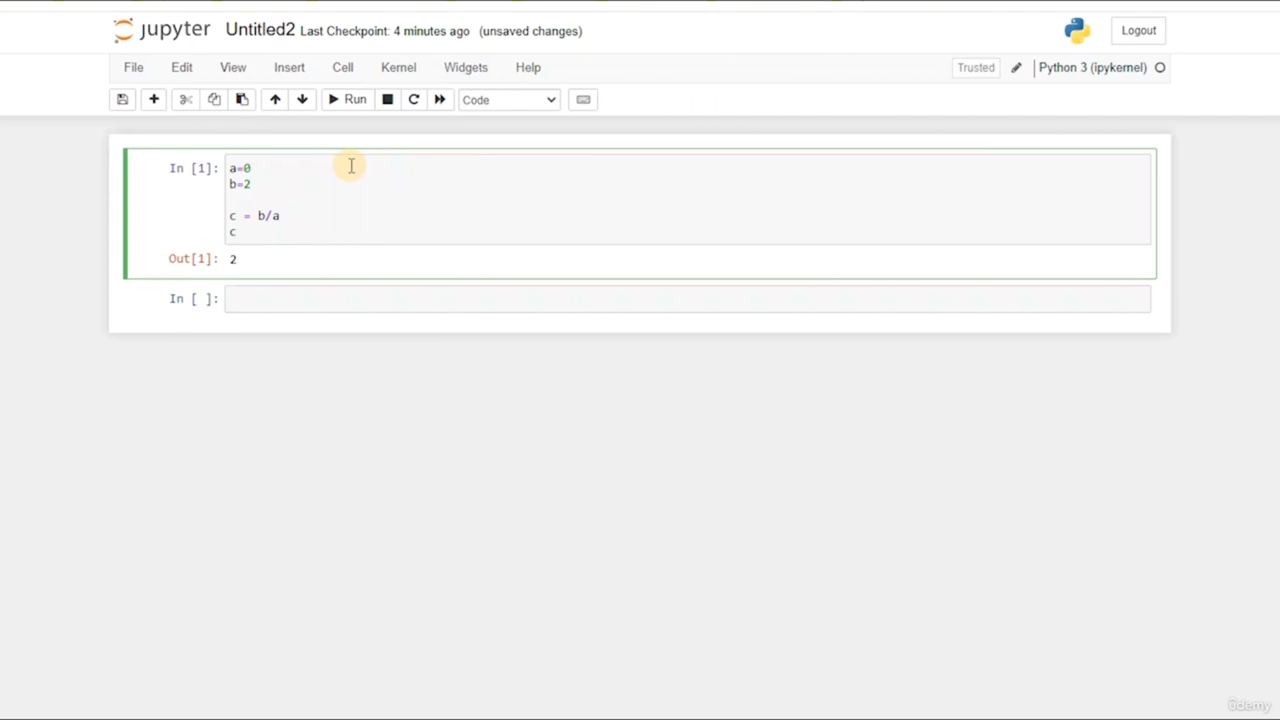 jupyter Untitled2 Last Checkpoint: 4 minutes ago (unsaved changes) Logout
File Edit View Insert Cell Kernel Widgets Help Trusted Python 3 (ipykernel)
Run Code
In [1]: a=0
b=2
c = b/a
c
Out[1]: 2
In [ ]:
ûdemy